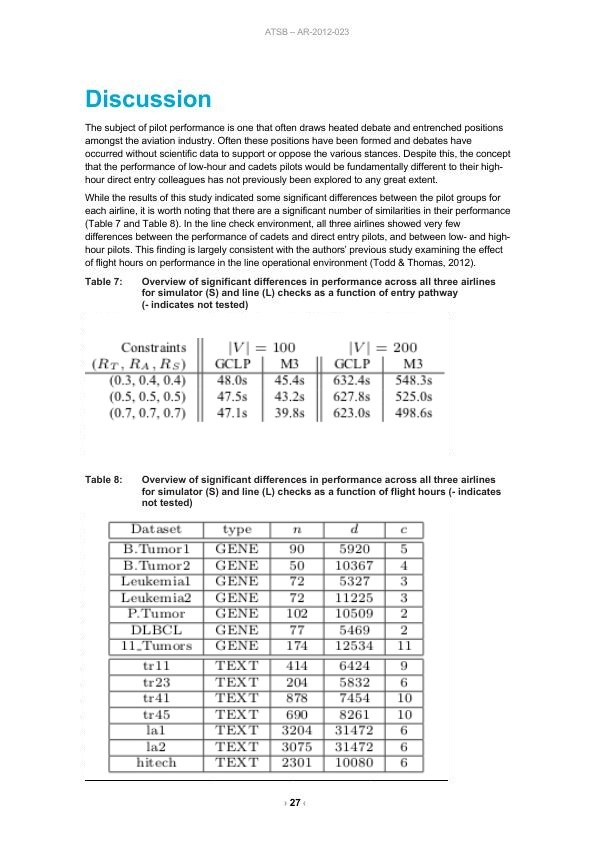 ATSB – AR-2012-023
Discussion
The subject of pilot performance is one that often draws heated debate and entrenched positions
amongst the aviation industry. Often these positions have been formed and debates have
occurred without scientific data to support or oppose the various stances. Despite this, the concept
that the performance of low-hour and cadets pilots would be fundamentally different to their high-
hour direct entry colleagues has not previously been explored to any great extent.
While the results of this study indicated some significant differences between the pilot groups for
each airline, it is worth noting that there are a significant number of similarities in their performance
(Table 7 and Table 8). In the line check environment, all three airlines showed very few
differences between the performance of cadets and direct entry pilots, and between low- and high-
hour pilots. This finding is largely consistent with the authors' previous study examining the effect
of flight hours on performance in the line operational environment (Todd & Thomas, 2012).
Table 7: Overview of significant differences in performance across all three airlines
for simulator (S) and line (L) checks as a function of entry pathway
(- indicates not tested)
Constraints |V| = 100 |V| = 200
(R_T, R_A, R_S) GCLP M3 GCLP M3
(0.3, 0.4, 0.4) 48.0s 45.4s 632.4s 548.3s
(0.5, 0.5, 0.5) 47.5s 43.2s 627.8s 525.0s
(0.7, 0.7, 0.7) 47.1s 39.8s 623.0s 498.6s
Table 8: Overview of significant differences in performance across all three airlines
for simulator (S) and line (L) checks as a function of flight hours (- indicates
not tested)
Dataset type n d c
B.Tumor1 GENE 90 5920 5
B.Tumor2 GENE 50 10367 4
Leukemia1 GENE 72 5327 3
Leukemia2 GENE 72 11225 3
P.Tumor GENE 102 10509 2
DLBCL GENE 77 5469 2
11_Tumors GENE 174 12534 11
tr11 TEXT 414 6424 9
tr23 TEXT 204 5832 6
tr41 TEXT 878 7454 10
tr45 TEXT 690 8261 10
la1 TEXT 3204 31472 6
la2 TEXT 3075 31472 6
hitech TEXT 2301 10080 6
› 27 ‹